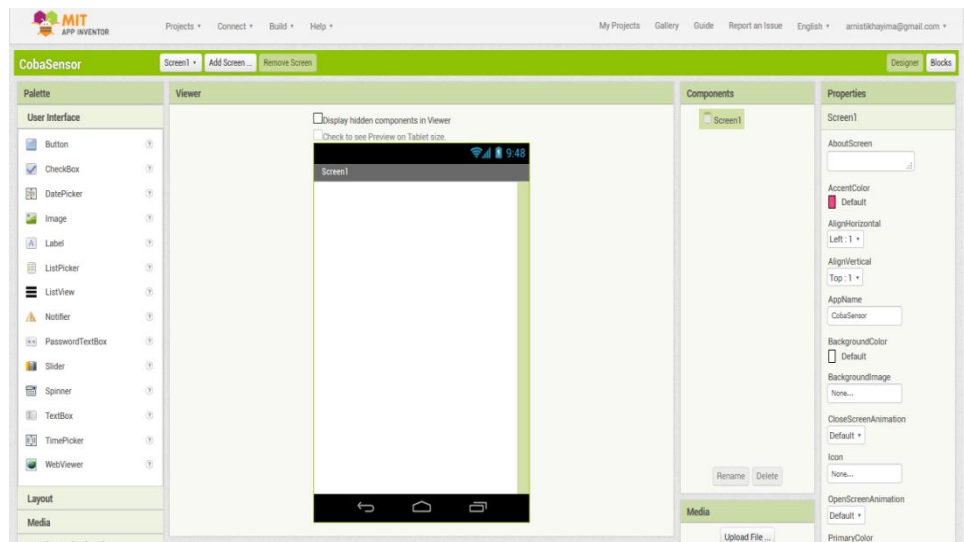 MIT
APP INVENTOR
Projects Connect Build Help
My Projects Gallery Guide Report an Issue English arnistikhayima@gmail.com
CobaSensor
Screen1 Add Screen ... Remove Screen
Designer Blocks
Palette
User Interface
Button
CheckBox
DatePicker
Image
Label
ListPicker
ListView
Notifier
PasswordTextBox
Slider
Spinner
TextBox
TimePicker
WebViewer
Layout
Media
Viewer
Display hidden components in Viewer
Check to see Preview on Tablet size.
9:48
Screen1
Components
Screen1
Rename Delete
Media
Upload File ...
Properties
Screen1
AboutScreen
AccentColor
Default
AlignHorizontal
Left : 1
AlignVertical
Top : 1
AppName
CobaSensor
BackgroundColor
Default
BackgroundImage
None...
CloseScreenAnimation
Default
Icon
None...
OpenScreenAnimation
Default
PrimaryColor